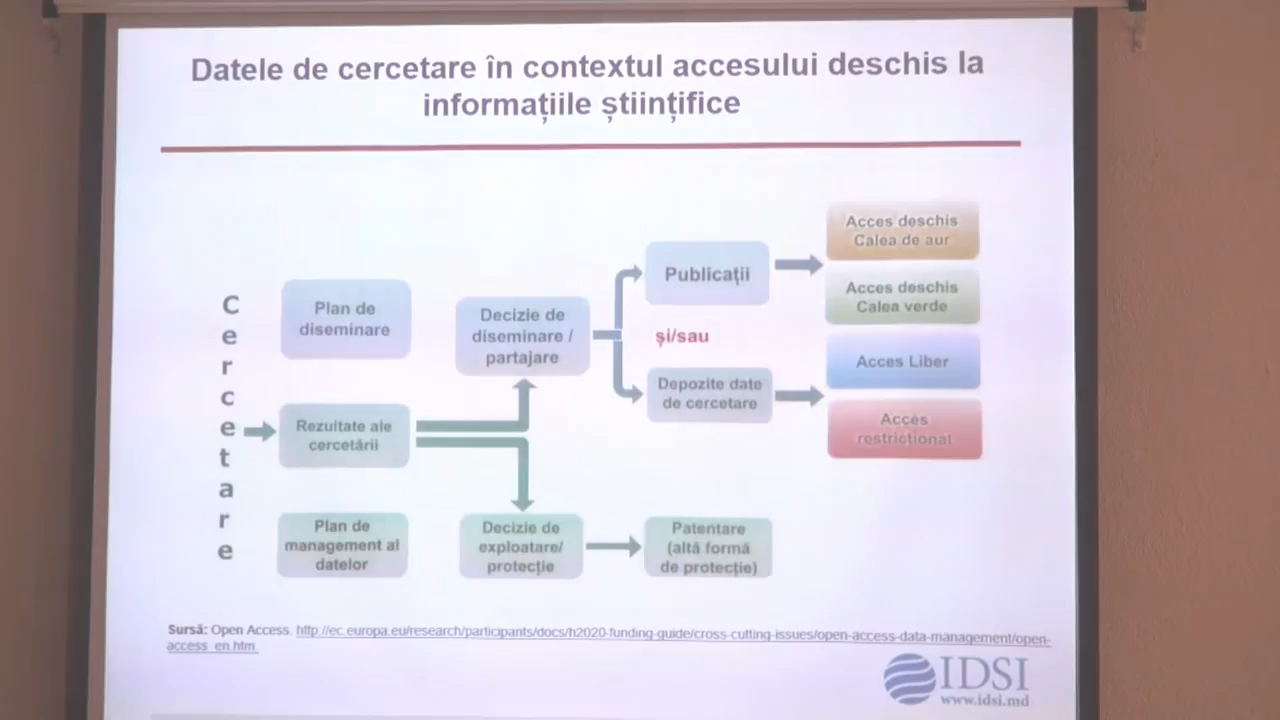 Datele de cercetare în contextul accesului deschis la
informațiile științifice
Cercetare
Plan de
diseminare
Rezultate ale
cercetării
Plan de
management al
datelor
Decizie de
diseminare /
partajare
Decizie de
exploatare/
protecție
Publicații
și/sau
Depozite date
de cercetare
Patentare
(altă formă
de protecție)
Acces deschis
Calea de aur
Acces deschis
Calea verde
Acces Liber
Acces
restricționat
Sursă: Open Access. http://ec.europa.eu/research/participants/docs/h2020-funding-guide/cross-cutting-issues/open-access-data-management/open-
access_en.htm.
IDSI
www.idsi.md